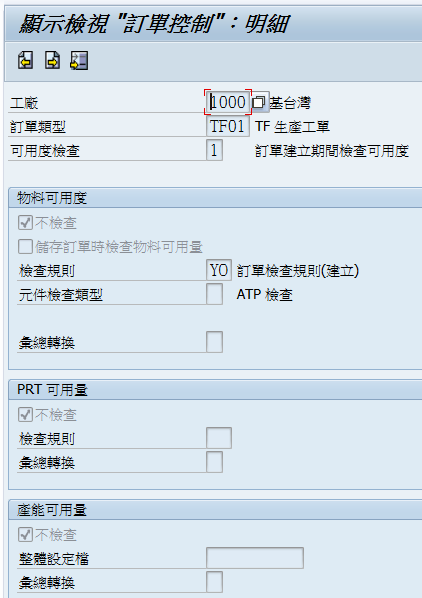 顯示檢視 "訂單控制"：明細
工廠 1000 基台灣
訂單類型 TF01 TF 生產工單
可用度檢查 1 訂單建立期間檢查可用度
物料可用度
不檢查
儲存訂單時檢查物料可用量
檢查規則 YO 訂單檢查規則(建立)
元件檢查類型 ATP 檢查
彙總轉換
PRT 可用量
不檢查
檢查規則
彙總轉換
產能可用量
不檢查
整體設定檔
彙總轉換